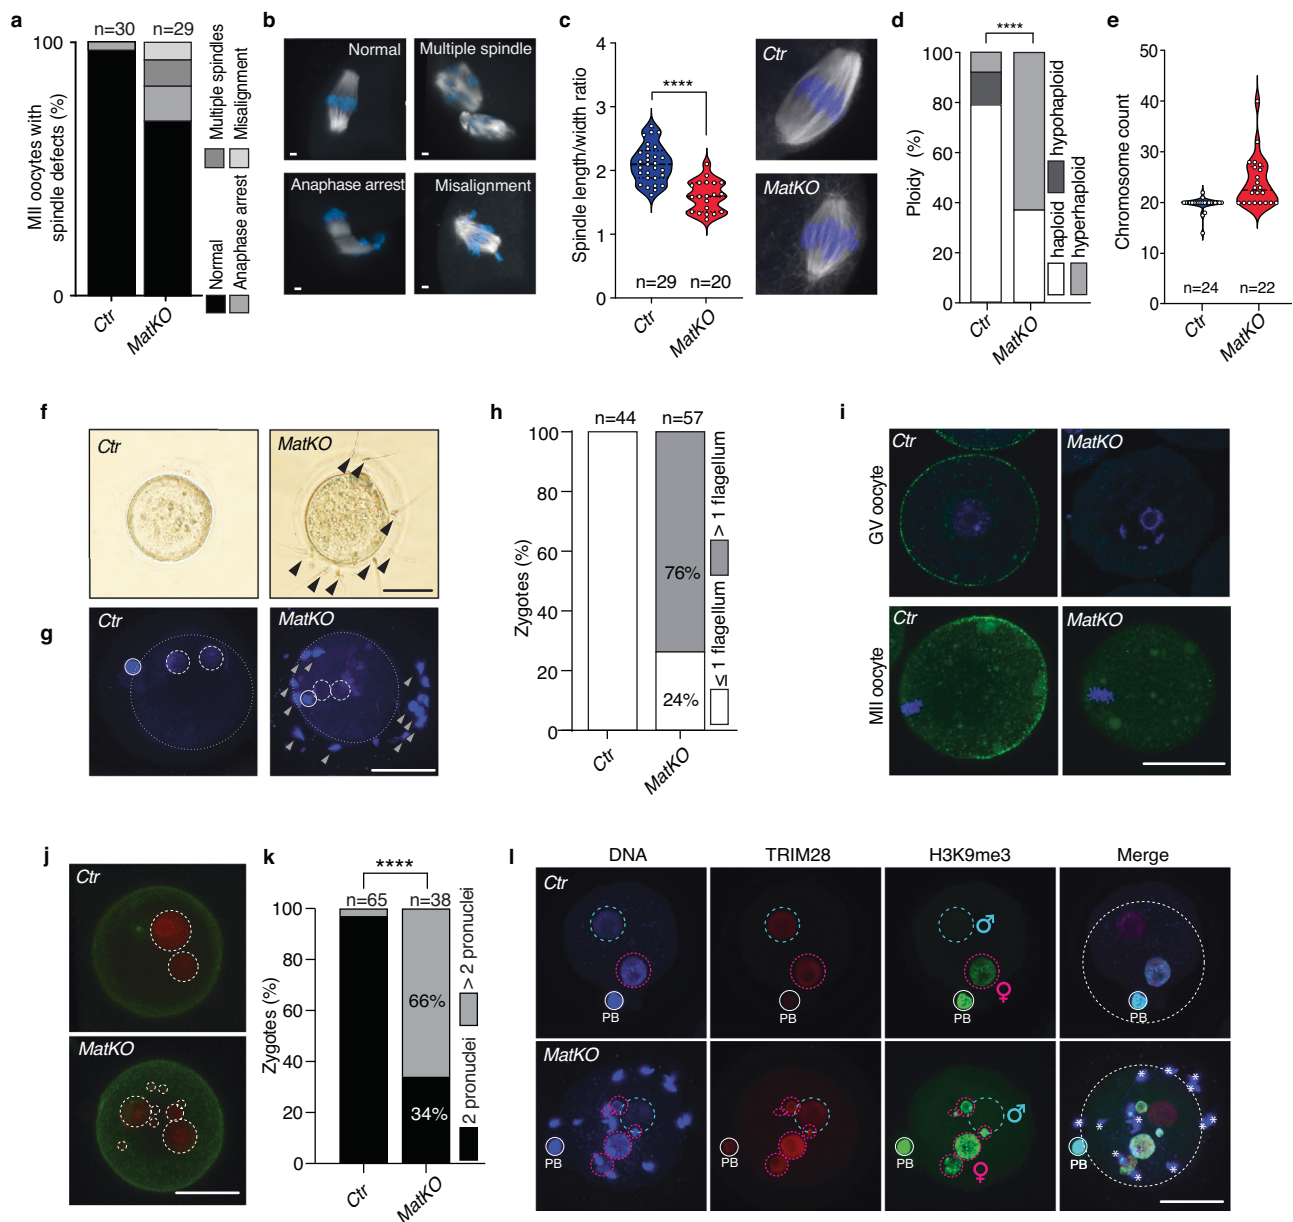 a
n=30 n=29
100
0
MII oocytes with
spindle defects (%)
Ctr
MatKO
Normal
Multiple spindles
Anaphase arrest
Misalignment
b
Normal
Multiple spindle
Anaphase arrest
Misalignment
c
4
3
2
1
0
Spindle length/width ratio
****
n=29 n=20
Ctr
MatKO
Ctr
MatKO
d
****
100
80
60
40
20
0
Ploidy (%)
Ctr
MatKO
haploid
hypohaploid
hyperhaploid
e
50
40
30
20
10
0
Chromosome count
n=24 n=22
Ctr
MatKO
f
Ctr
MatKO
g
Ctr
MatKO
h
n=44 n=57
100
80
60
40
20
0
Zygotes (%)
76%
24%
Ctr
MatKO
≤ 1 flagellum
> 1 flagellum
i
GV oocyte
Ctr
MatKO
MII oocyte
Ctr
MatKO
j
Ctr
MatKO
k
****
n=65 n=38
100
80
60
40
20
0
Zygotes (%)
66%
34%
Ctr
MatKO
2 pronuclei
> 2 pronuclei
l
DNA TRIM28 H3K9me3 Merge
Ctr
♂
♀
PB PB PB PB
MatKO
♂
♀
PB PB PB PB
* * * * * * * * * * *